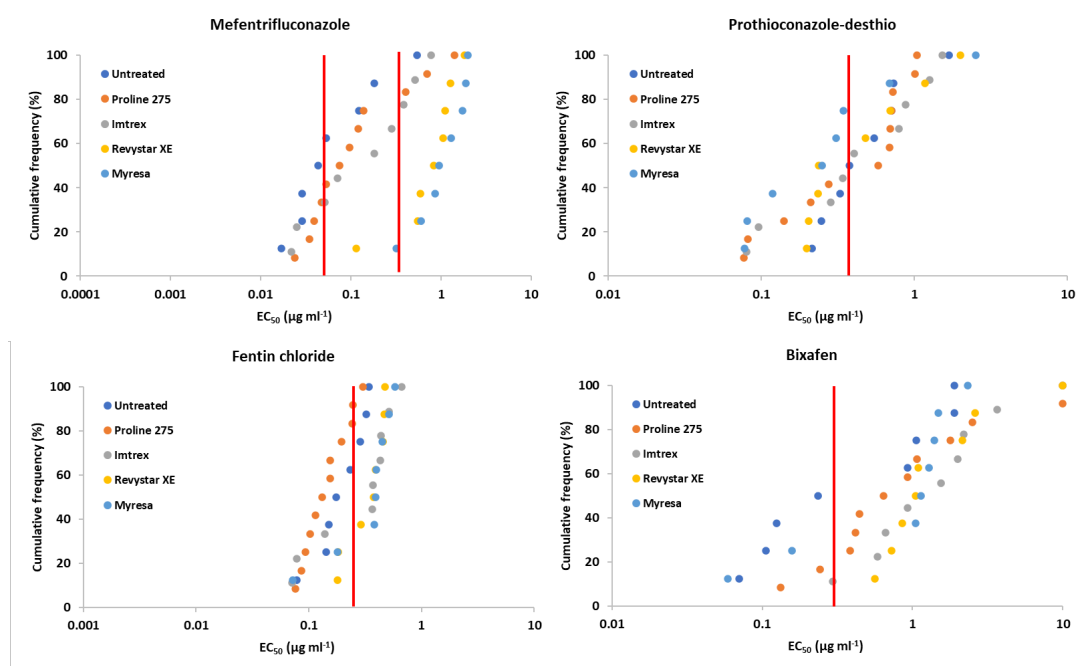 Mefentrifluconazole
Cumulative frequency (%)
100
80
60
40
20
0
Untreated
Proline 275
Imtrex
Revystar XE
Myresa
0.0001
0.001
0.01
0.1
1
10
EC₅₀ (µg ml⁻¹)
Prothioconazole-desthio
Cumulative frequency (%)
100
80
60
40
20
0
Untreated
Proline 275
Imtrex
Revystar XE
Myresa
0.01
0.1
1
10
EC₅₀ (µg ml⁻¹)
Fentin chloride
Cumulative frequency (%)
100
80
60
40
20
0
Untreated
Proline 275
Imtrex
Revystar XE
Myresa
0.001
0.01
0.1
1
10
EC₅₀ (µg ml⁻¹)
Bixafen
Cumulative frequency (%)
100
80
60
40
20
0
Untreated
Proline 275
Imtrex
Revystar XE
Myresa
0.01
0.1
1
10
EC₅₀ (µg ml⁻¹)